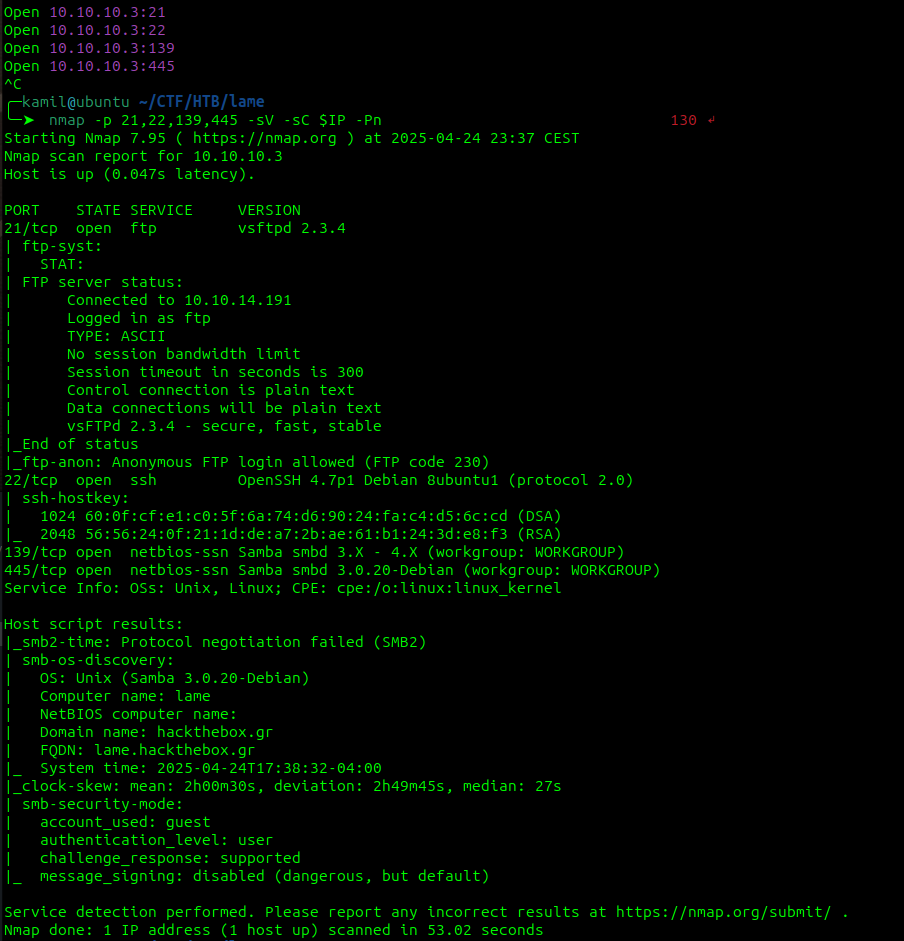 Open 10.10.10.3:21
Open 10.10.10.3:22
Open 10.10.10.3:139
Open 10.10.10.3:445
^C
╭─kamil@ubuntu ~/CTF/HTB/lame
╰─➤  nmap -p 21,22,139,445 -sV -sC $IP -Pn                                130 ↵
Starting Nmap 7.95 ( https://nmap.org ) at 2025-04-24 23:37 CEST
Nmap scan report for 10.10.10.3
Host is up (0.047s latency).

PORT    STATE SERVICE     VERSION
21/tcp  open  ftp         vsftpd 2.3.4
| ftp-syst:
|   STAT:
| FTP server status:
|      Connected to 10.10.14.191
|      Logged in as ftp
|      TYPE: ASCII
|      No session bandwidth limit
|      Session timeout in seconds is 300
|      Control connection is plain text
|      Data connections will be plain text
|      vsFTPd 2.3.4 - secure, fast, stable
|_End of status
|_ftp-anon: Anonymous FTP login allowed (FTP code 230)
22/tcp  open  ssh         OpenSSH 4.7p1 Debian 8ubuntu1 (protocol 2.0)
| ssh-hostkey:
|   1024 60:0f:cf:e1:c0:5f:6a:74:d6:90:24:fa:c4:d5:6c:cd (DSA)
|_  2048 56:56:24:0f:21:1d:de:a7:2b:ae:61:b1:24:3d:e8:f3 (RSA)
139/tcp open  netbios-ssn Samba smbd 3.X - 4.X (workgroup: WORKGROUP)
445/tcp open  netbios-ssn Samba smbd 3.0.20-Debian (workgroup: WORKGROUP)
Service Info: OSs: Unix, Linux; CPE: cpe:/o:linux:linux_kernel

Host script results:
|_smb2-time: Protocol negotiation failed (SMB2)
| smb-os-discovery:
|   OS: Unix (Samba 3.0.20-Debian)
|   Computer name: lame
|   NetBIOS computer name:
|   Domain name: hackthebox.gr
|   FQDN: lame.hackthebox.gr
|_  System time: 2025-04-24T17:38:32-04:00
|_clock-skew: mean: 2h00m30s, deviation: 2h49m45s, median: 27s
| smb-security-mode:
|   account_used: guest
|   authentication_level: user
|   challenge_response: supported
|_  message_signing: disabled (dangerous, but default)

Service detection performed. Please report any incorrect results at https://nmap.org/submit/ .
Nmap done: 1 IP address (1 host up) scanned in 53.02 seconds